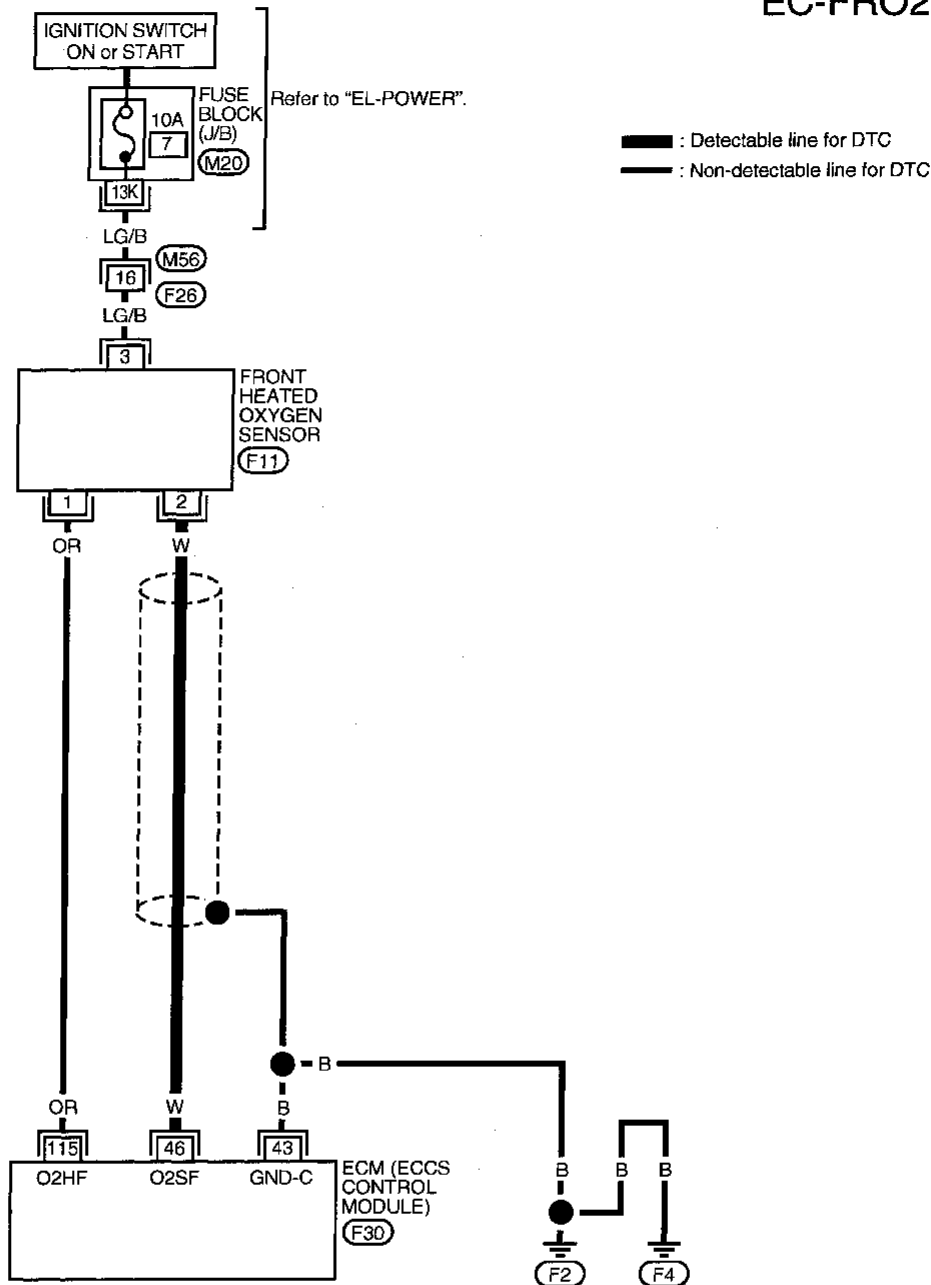 EC-FRO2
IGNITION SWITCH
ON or START
FUSE
BLOCK
(J/B)
M20
10A
7
Refer to "EL-POWER".
: Detectable line for DTC
: Non-detectable line for DTC
13K
LG/B
M56
16
F26
LG/B
3
FRONT
HEATED
OXYGEN
SENSOR
F11
1
2
OR
W
B
OR
W
B
115
46
43
O2HF
O2SF
GND-C
ECM (ECCS
CONTROL
MODULE)
F30
B
B
B
F2
F4